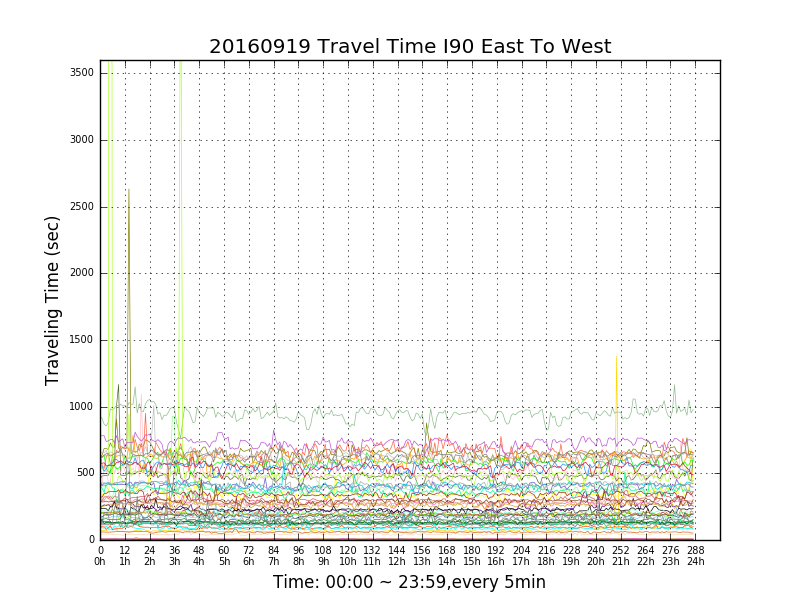 20160919 Travel Time I90 East To West
Traveling Time (sec)
3500
3000
2500
2000
1500
1000
500
0
0 12 24 36 48 60 72 84 96 108 120 132 144 156 168 180 192 204 216 228 240 252 264 276 288
0h 1h 2h 3h 4h 5h 6h 7h 8h 9h 10h 11h 12h 13h 14h 15h 16h 17h 18h 19h 20h 21h 22h 23h 24h
Time: 00:00 ~ 23:59,every 5min